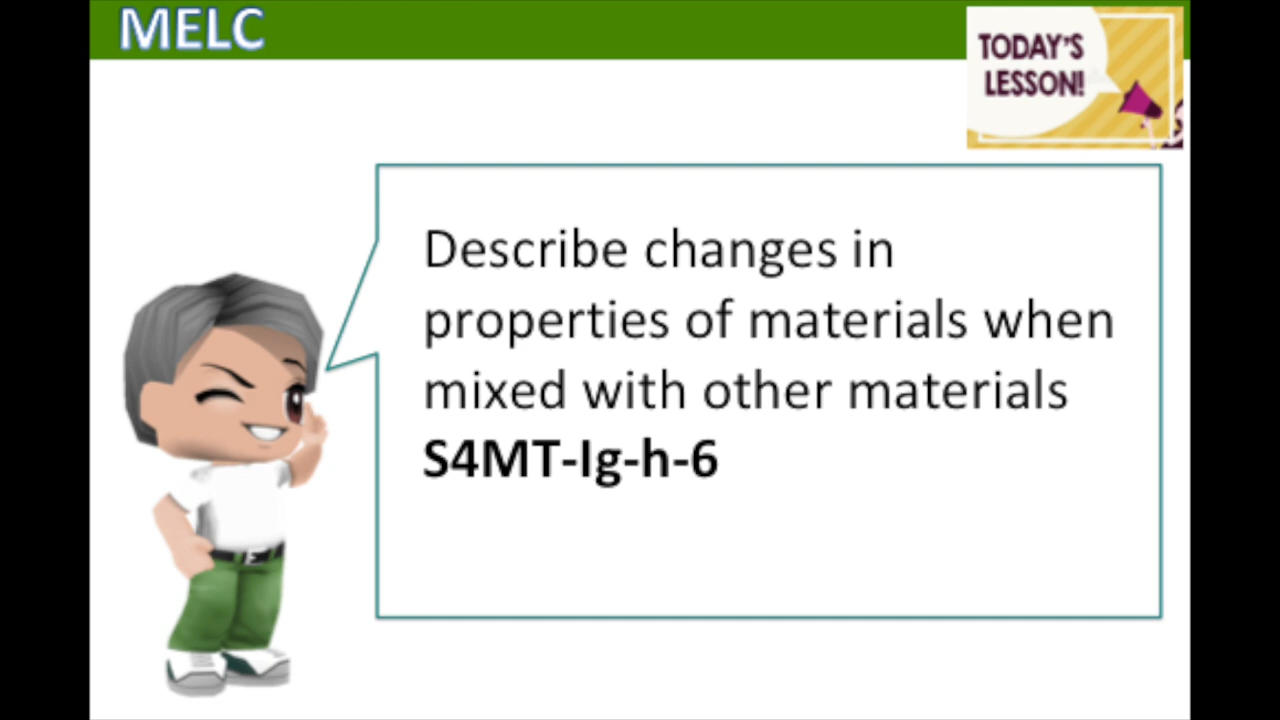 MELC
TODAY'S
LESSON!
Describe changes in
properties of materials when
mixed with other materials
S4MT-Ig-h-6